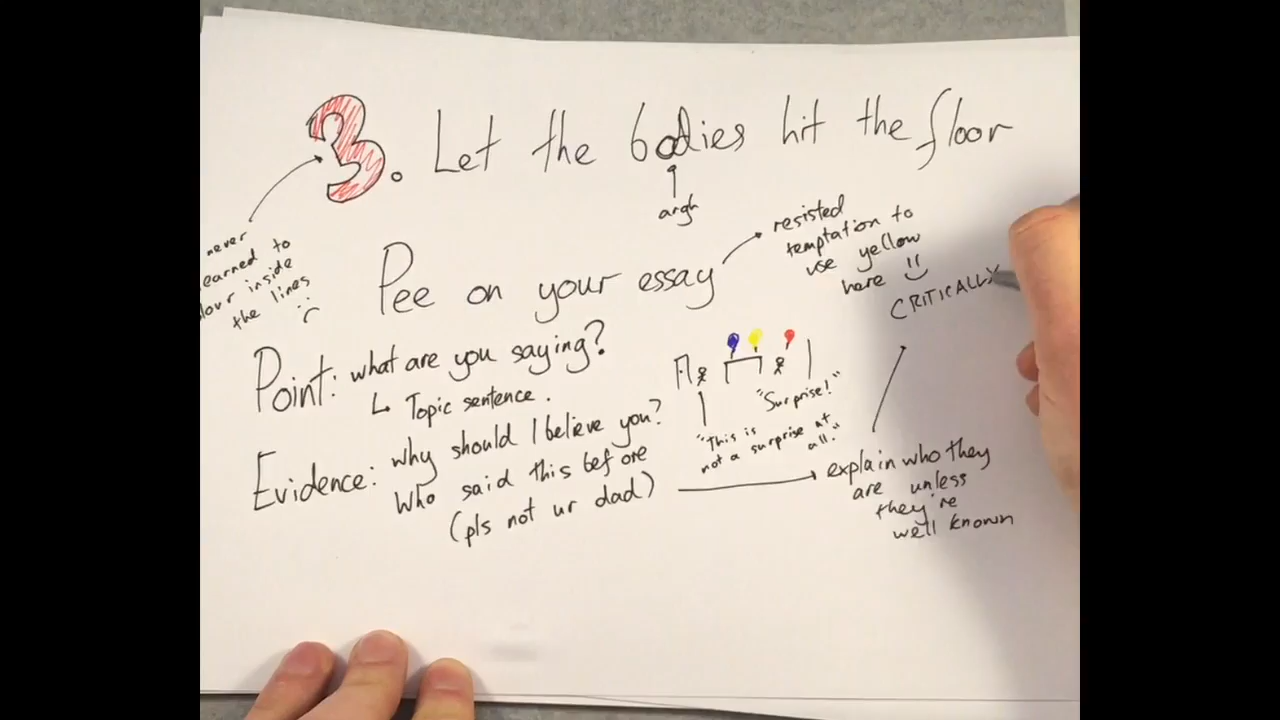 3. Let the bodies hit the floor
argh
never
earned to
lour inside
the lines
:(
Pee on your essay
resisted
temptation to
use yellow
here :)
CRITICALLY
Point: what are you saying?
↳ Topic sentence.
"Surprise!"
"This is
not a surprise at
all."
Evidence: why should I believe you?
Who said this before
(pls not ur dad)
explain who they
are unless
they're
well known